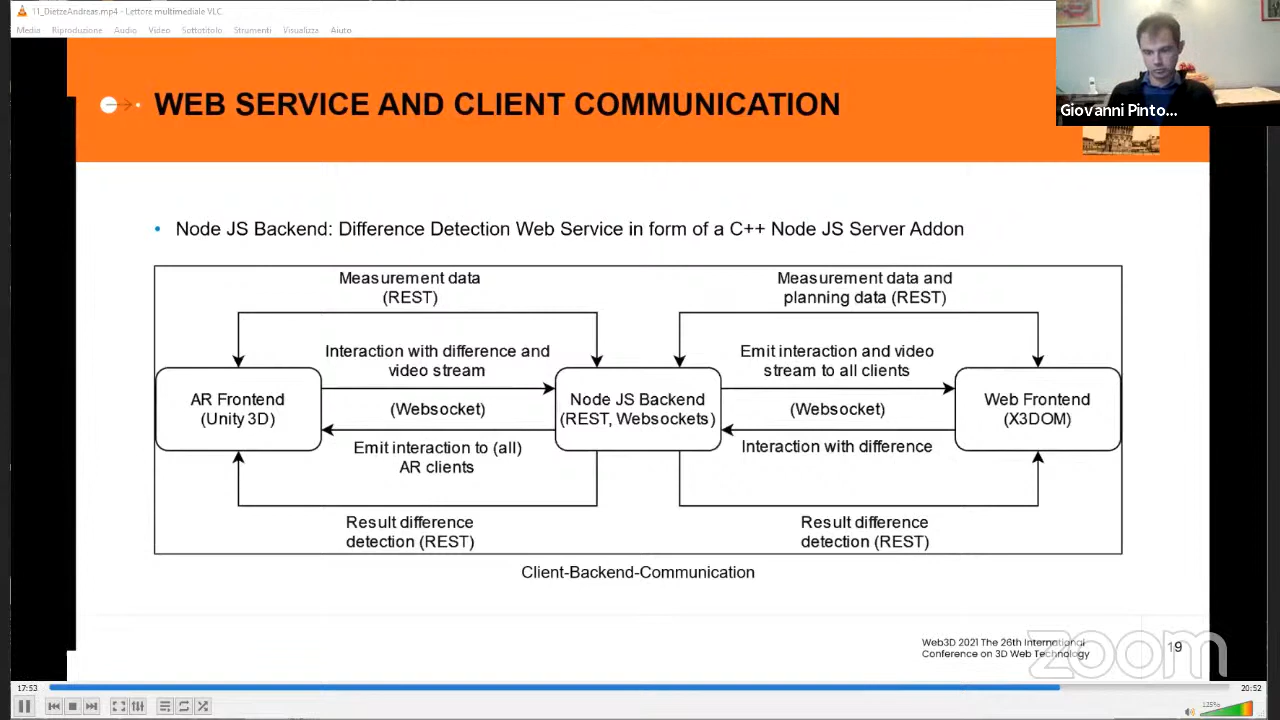 11_DietzeAndreas.mp4 - Lettore multimediale VLC
Media Riproduzione Audio Video Sottotitolo Strumenti Visualizza Aiuto
Giovanni Pinto...
WEB SERVICE AND CLIENT COMMUNICATION
• Node JS Backend: Difference Detection Web Service in form of a C++ Node JS Server Addon
Measurement data
(REST)
Measurement data and
planning data (REST)
Interaction with difference and
video stream
Emit interaction and video
stream to all clients
AR Frontend
(Unity 3D)
(Websocket)
Node JS Backend
(REST, Websockets)
(Websocket)
Web Frontend
(X3DOM)
Emit interaction to (all)
AR clients
Interaction with difference
Result difference
detection (REST)
Result difference
detection (REST)
Client-Backend-Communication
Web3D 2021 The 26th International
Conference on 3D Web Technology
19
zoom
17:53
20:52
125%